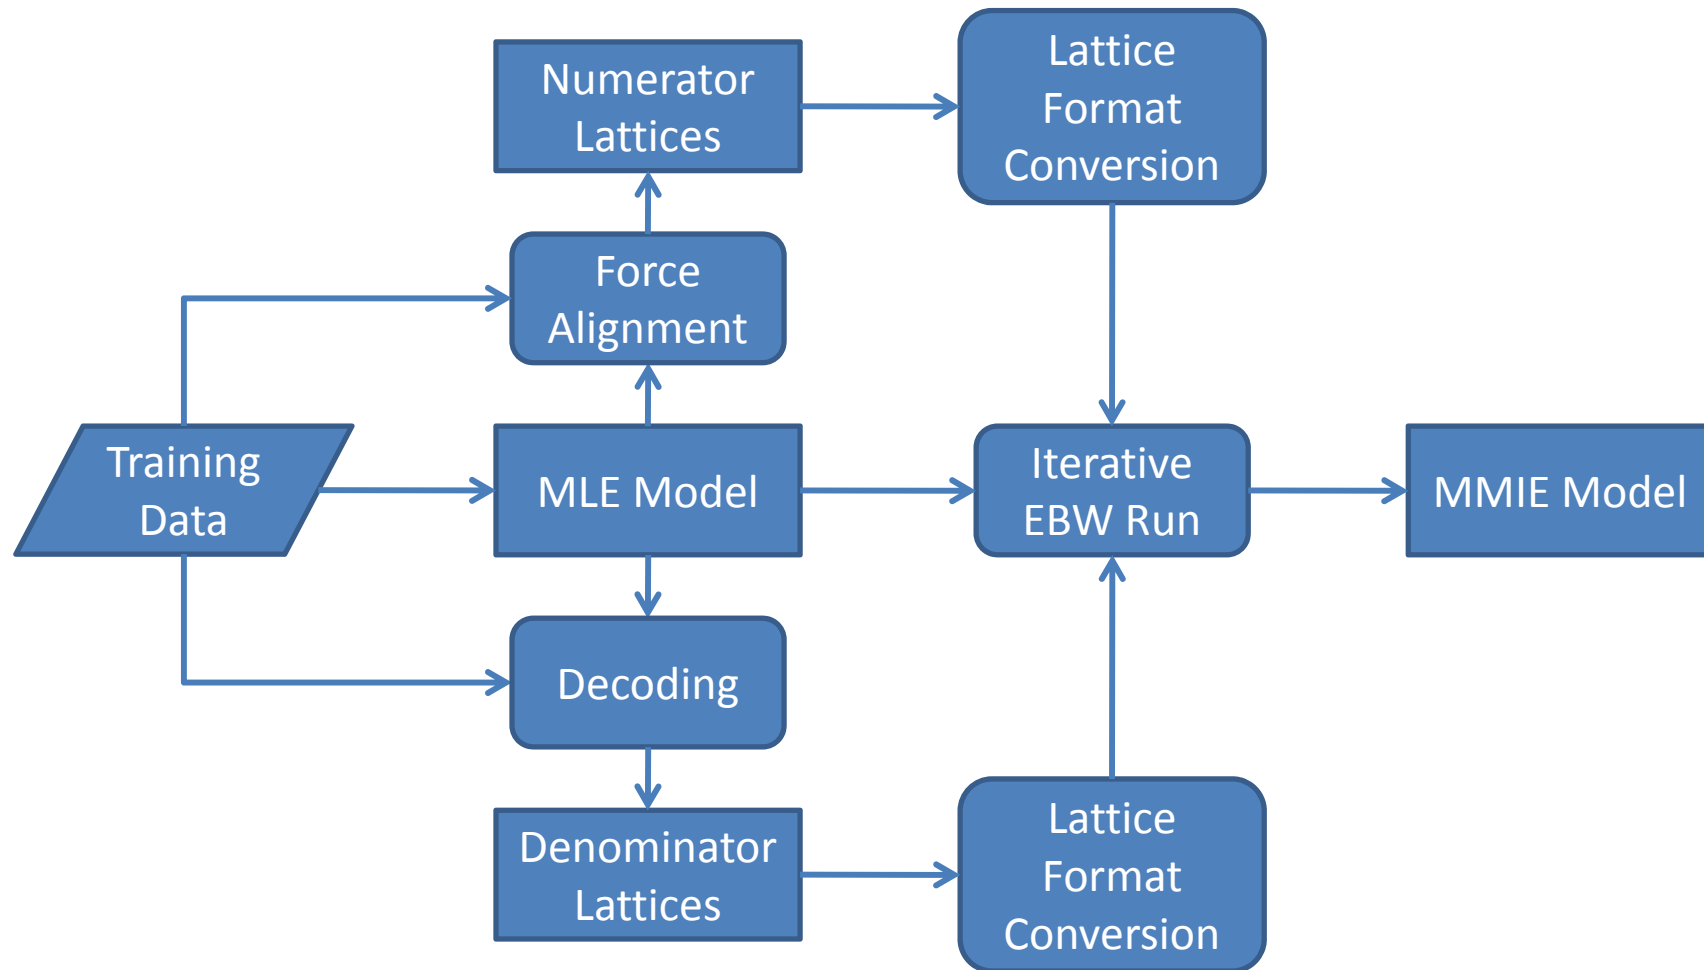 Numerator
Lattices
Lattice
Format
Conversion
Force
Alignment
Training
Data
MLE Model
Iterative
EBW Run
MMIE Model
Decoding
Denominator
Lattices
Lattice
Format
Conversion